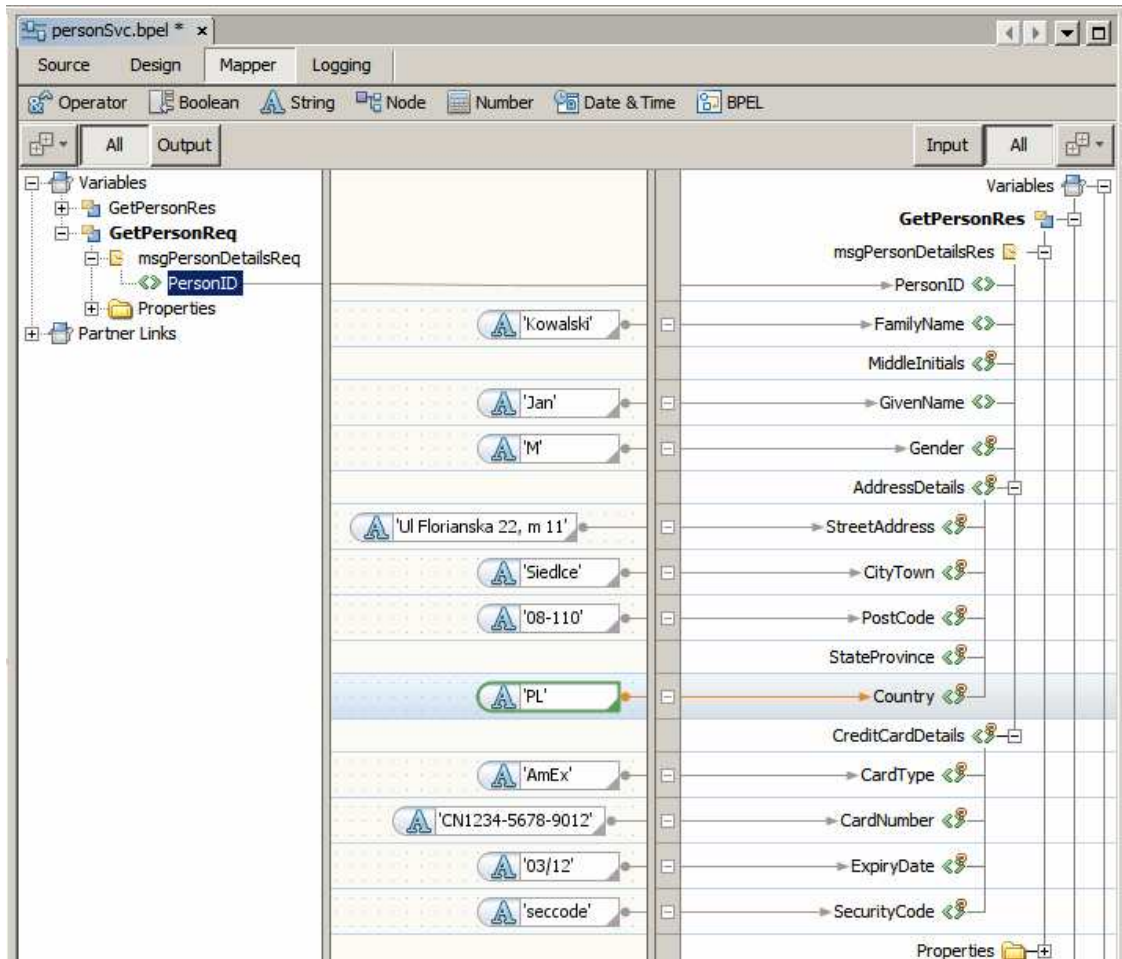 personSvc.bpel * x
Source Design Mapper Logging
Operator Boolean String Node Number Date & Time BPEL
All Output Input All
Variables Variables
GetPersonRes GetPersonRes
GetPersonReq
msgPersonDetailsReq msgPersonDetailsRes
PersonID PersonID
Properties
'Kowalski' FamilyName
Partner Links
MiddleInitials
'Jan' GivenName
'M' Gender
AddressDetails
'Ul Florianska 22, m 11' StreetAddress
'Siedlce' CityTown
'08-110' PostCode
StateProvince
'PL' Country
CreditCardDetails
'AmEx' CardType
'CN1234-5678-9012' CardNumber
'03/12' ExpiryDate
'seccode' SecurityCode
Properties